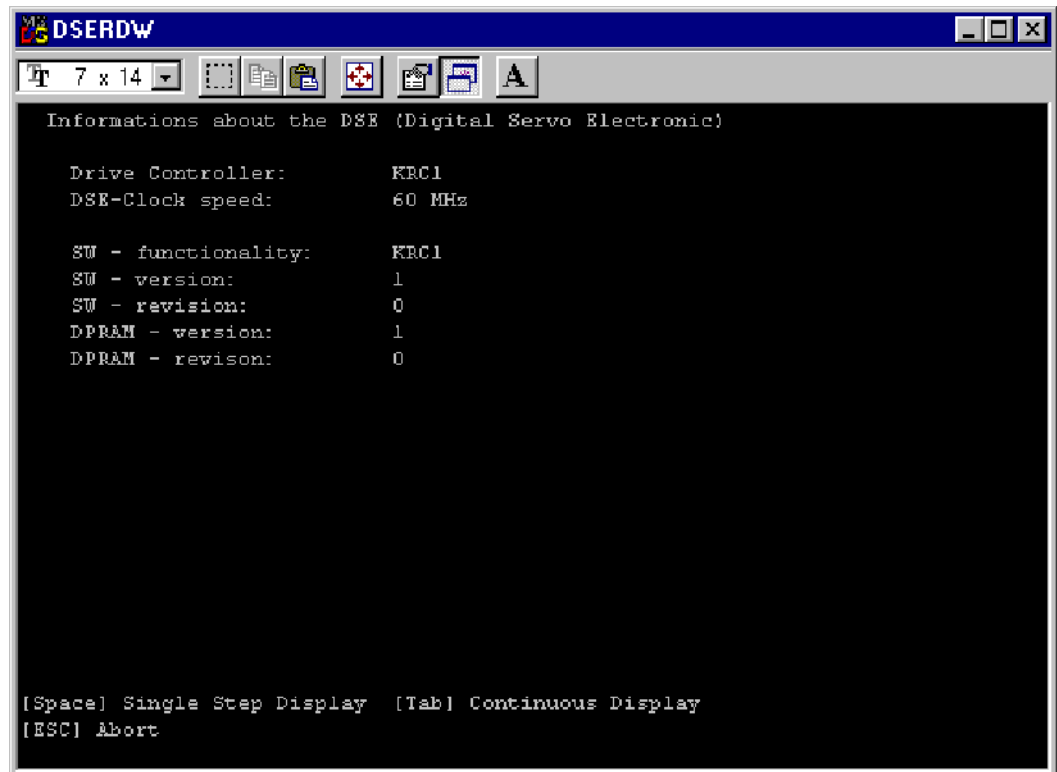 DSERDW
7 x 14
A
Informations about the DSE (Digital Servo Electronic)
Drive Controller: KRC1
DSE-Clock speed: 60 MHz
SW - functionality: KRC1
SW - version: 1
SW - revision: 0
DPRAM - version: 1
DPRAM - revison: 0
[Space] Single Step Display [Tab] Continuous Display
[ESC] Abort